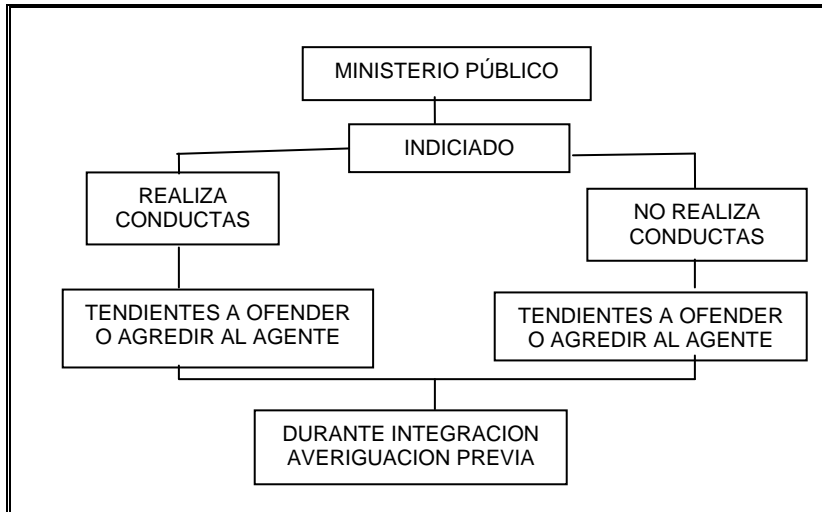 MINISTERIO PÚBLICO
INDICIADO
REALIZA
CONDUCTAS
NO REALIZA
CONDUCTAS
TENDIENTES A OFENDER
O AGREDIR AL AGENTE
TENDIENTES A OFENDER
O AGREDIR AL AGENTE
DURANTE INTEGRACION
AVERIGUACION PREVIA